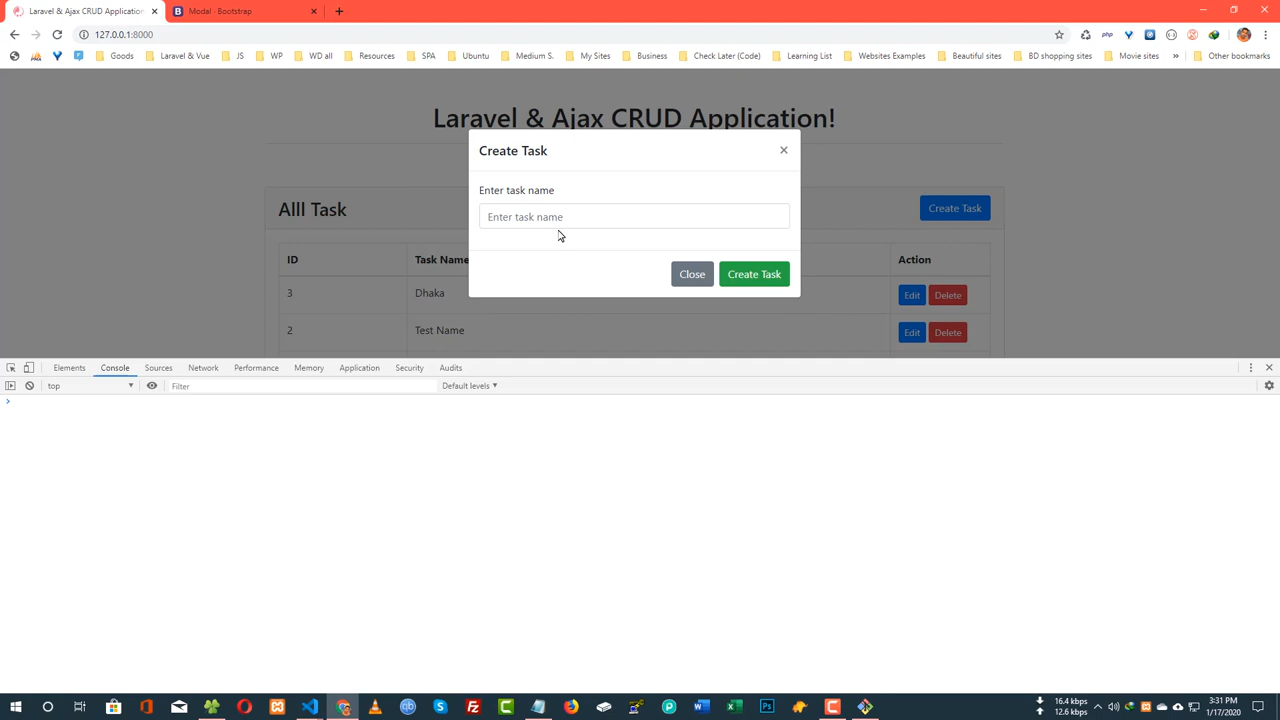 Laravel & Ajax CRUD Application
Modal · Bootstrap
127.0.0.1:8000
Goods
Laravel & Vue
JS
WP
WD all
Resources
SPA
Ubuntu
Medium S.
My Sites
Business
Check Later (Code)
Learning List
Websites Examples
Beautiful sites
BD shopping sites
Movie sites
»
Other bookmarks
Laravel & Ajax CRUD Application!
Create Task
×
Enter task name
Enter task name
Close
Create Task
Alll Task
Create Task
ID
Task Name
Action
3
Dhaka
Edit
Delete
2
Test Name
Edit
Delete
Elements
Console
Sources
Network
Performance
Memory
Application
Security
Audits
top
Filter
Default levels
16.4 kbps
12.6 kbps
3:31 PM
1/17/2020